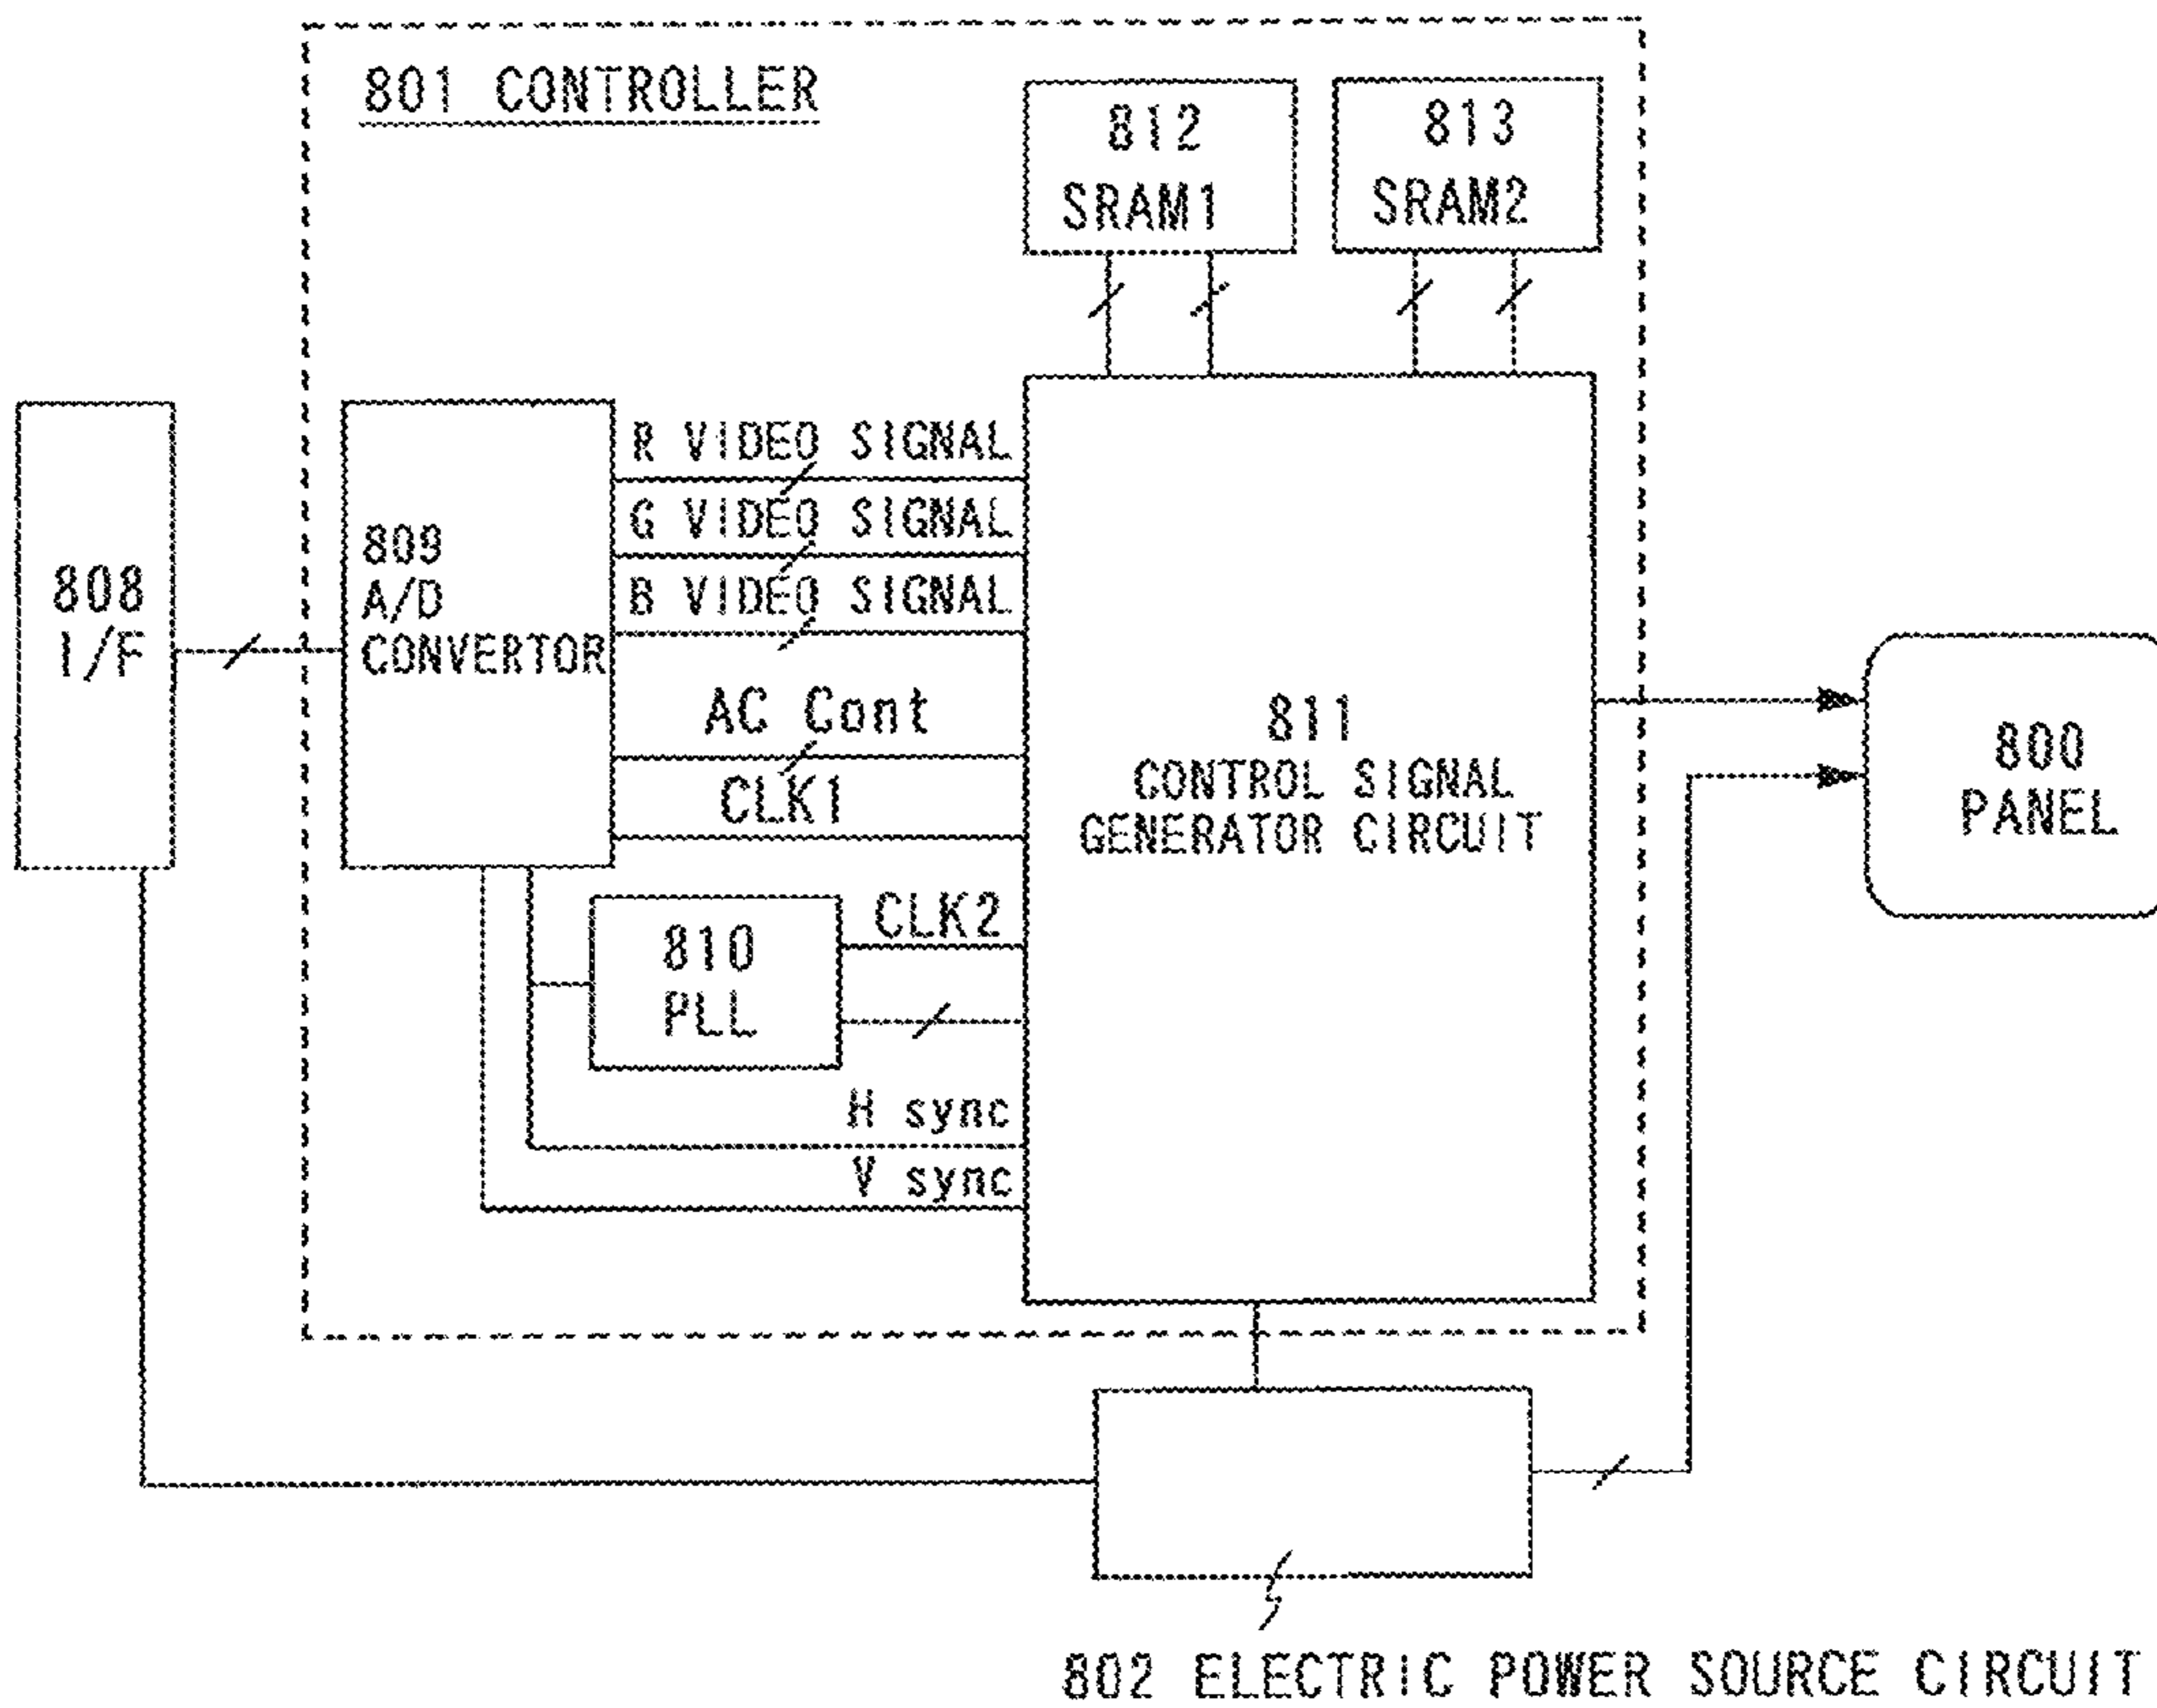 801 CONTROLLER
812
SRAM1
813
SRAM2
808
I/F
809
A/D
CONVERTOR
R VIDEO SIGNAL
G VIDEO SIGNAL
B VIDEO SIGNAL
AC Cont
CLK1
CLK2
810
PLL
H sync
V sync
811
CONTROL SIGNAL
GENERATOR CIRCUIT
800
PANEL
802 ELECTRIC POWER SOURCE CIRCUIT